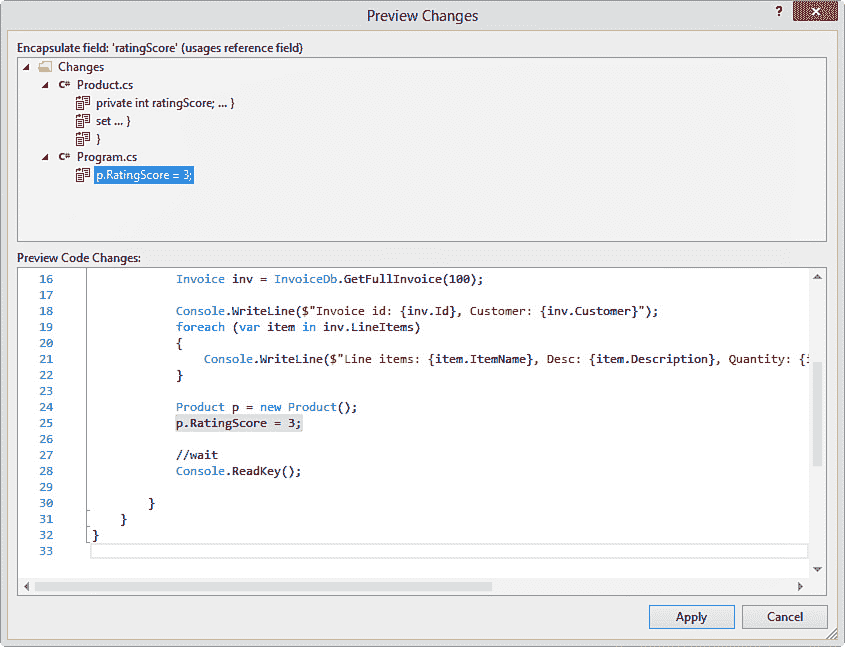 Preview Changes
?
Encapsulate field: 'ratingScore' (usages reference field)
Changes
C# Product.cs
private int ratingScore; ... }
set ... }
}
C# Program.cs
p.RatingScore = 3;
Preview Code Changes:
16 Invoice inv = InvoiceDb.GetFullInvoice(100);
17
18 Console.WriteLine($"Invoice id: {inv.Id}, Customer: {inv.Customer}");
19 foreach (var item in inv.LineItems)
20 {
21 Console.WriteLine($"Line items: {item.ItemName}, Desc: {item.Description}, Quantity: {
22 }
23
24 Product p = new Product();
25 p.RatingScore = 3;
26
27 //wait
28 Console.ReadKey();
29
30 }
31 }
32 }
33
Apply
Cancel